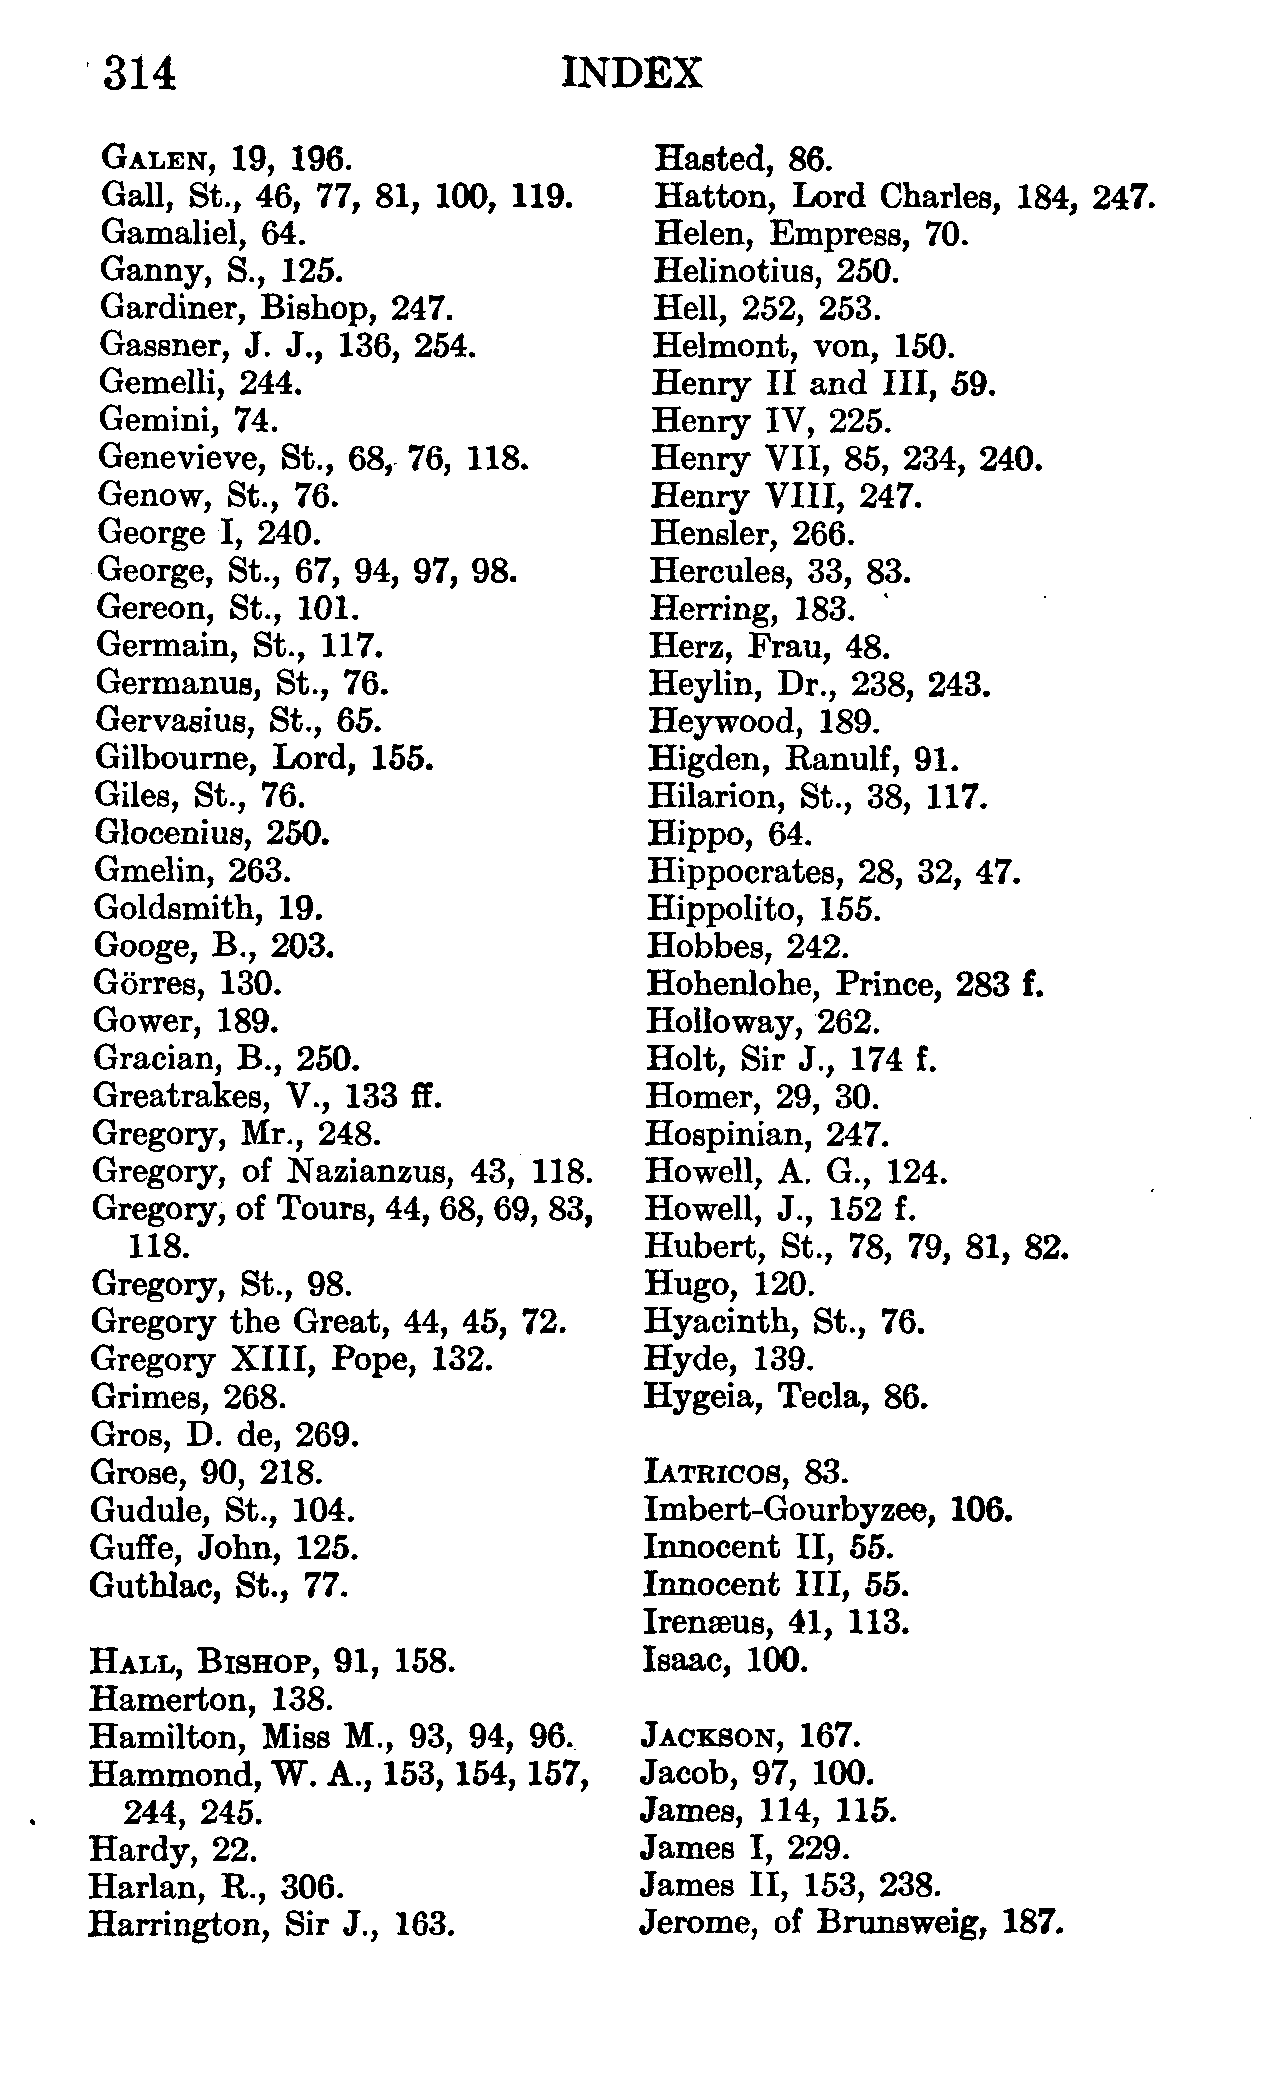 314 INDEX
GALEN, 19, 196.
Gall, St., 46, 77, 81, 100, 119.
Gamaliel, 64.
Ganny, S., 125.
Gardiner, Bishop, 247.
Gassner, J. J., 136, 254.
Gemelli, 244.
Gemini, 74.
Genevieve, St., 68, 76, 118.
Genow, St., 76.
George I, 240.
George, St., 67, 94, 97, 98.
Gereon, St., 101.
Germain, St., 117.
Germanus, St., 76.
Gervasius, St., 65.
Gilbourne, Lord, 155.
Giles, St., 76.
Glocenius, 250.
Gmelin, 263.
Goldsmith, 19.
Googe, B., 203.
Görres, 130.
Gower, 189.
Gracian, B., 250.
Greatrakes, V., 133 ff.
Gregory, Mr., 248.
Gregory, of Nazianzus, 43, 118.
Gregory, of Tours, 44, 68, 69, 83,
118.
Gregory, St., 98.
Gregory the Great, 44, 45, 72.
Gregory XIII, Pope, 132.
Grimes, 268.
Gros, D. de, 269.
Grose, 90, 218.
Gudule, St., 104.
Guffe, John, 125.
Guthlac, St., 77.
HALL, BISHOP, 91, 158.
Hamerton, 138.
Hamilton, Miss M., 93, 94, 96.
Hammond, W. A., 153, 154, 157,
244, 245.
Hardy, 22.
Harlan, R., 306.
Harrington, Sir J., 163.
Hasted, 86.
Hatton, Lord Charles, 184, 247.
Helen, Empress, 70.
Helinotius, 250.
Hell, 252, 253.
Helmont, von, 150.
Henry II and III, 59.
Henry IV, 225.
Henry VII, 85, 234, 240.
Henry VIII, 247.
Hensler, 266.
Hercules, 33, 83.
Herring, 183.
Herz, Frau, 48.
Heylin, Dr., 238, 243.
Heywood, 189.
Higden, Ranulf, 91.
Hilarion, St., 38, 117.
Hippo, 64.
Hippocrates, 28, 32, 47.
Hippolito, 155.
Hobbes, 242.
Hohenlohe, Prince, 283 f.
Holloway, 262.
Holt, Sir J., 174 f.
Homer, 29, 30.
Hospinian, 247.
Howell, A. G., 124.
Howell, J., 152 f.
Hubert, St., 78, 79, 81, 82.
Hugo, 120.
Hyacinth, St., 76.
Hyde, 139.
Hygeia, Tecla, 86.
IATRICOS, 83.
Imbert-Gourbyzee, 106.
Innocent II, 55.
Innocent III, 55.
Irenæus, 41, 113.
Isaac, 100.
JACKSON, 167.
Jacob, 97, 100.
James, 114, 115.
James I, 229.
James II, 153, 238.
Jerome, of Brunsweig, 187.